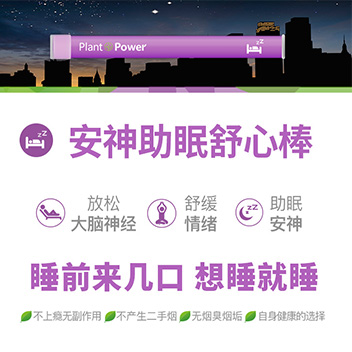 Plant Power
zZ
安神助眠舒心棒
放松 舒缓 助眠
大脑神经 情绪 安神
睡前来几口 想睡就睡
不上瘾无副作用 不产生二手烟 无烟臭烟垢 自身健康的选择